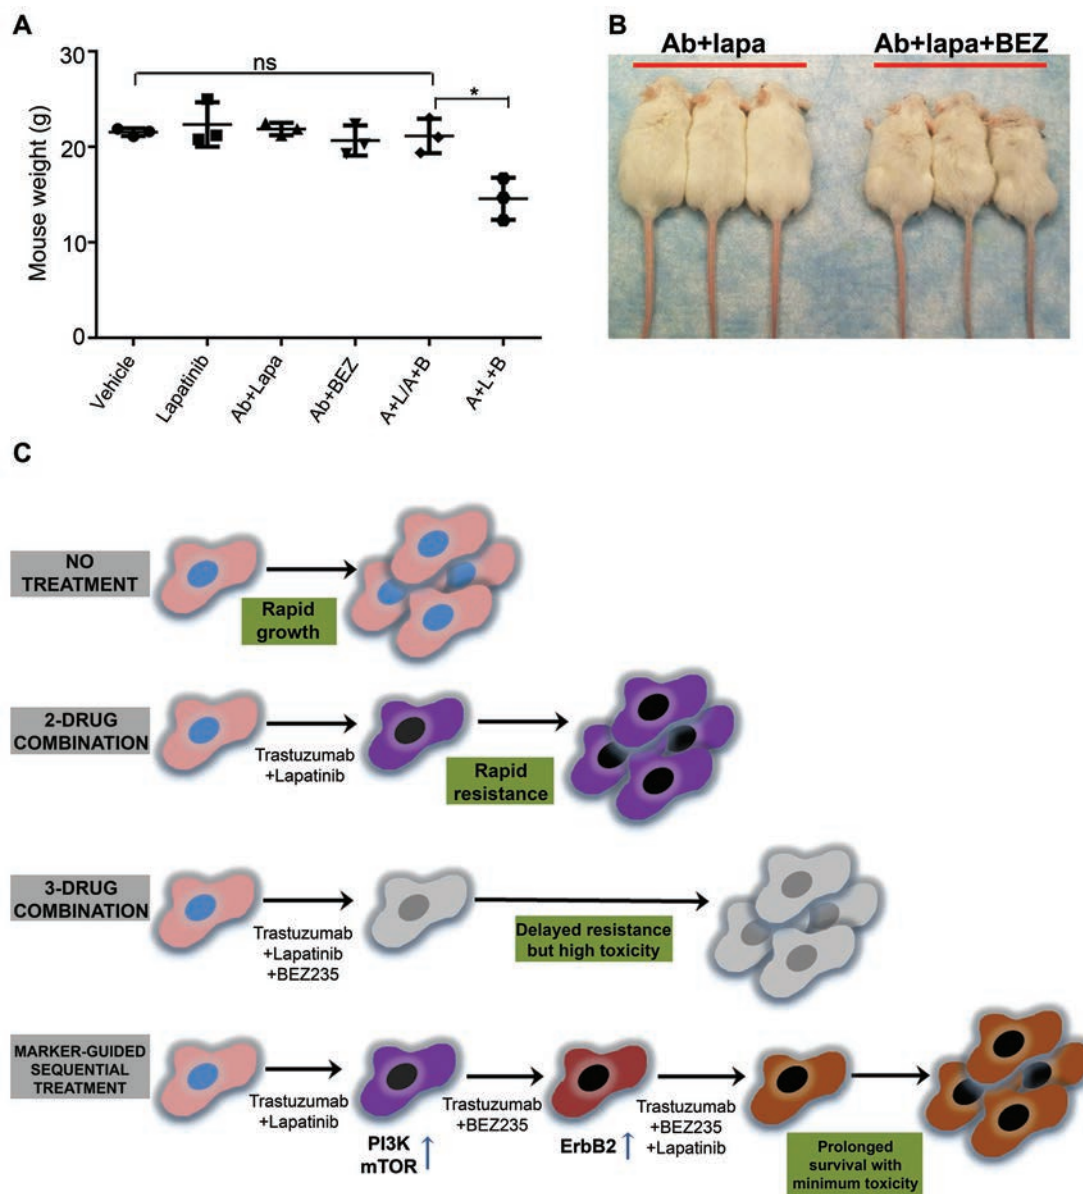 A
Mouse weight (g)
30
20
10
0
ns
*
Vehicle
Lapatinib
Ab+Lapa
Ab+BEZ
A+L/A+B
A+L+B
B
Ab+lapa
Ab+lapa+BEZ
C
NO
TREATMENT
Rapid
growth
2-DRUG
COMBINATION
Trastuzumab
+Lapatinib
Rapid
resistance
3-DRUG
COMBINATION
Trastuzumab
+Lapatinib
+BEZ235
Delayed resistance
but high toxicity
MARKER-GUIDED
SEQUENTIAL
TREATMENT
Trastuzumab
+Lapatinib
PI3K
mTOR
Trastuzumab
+BEZ235
ErbB2
Trastuzumab
+BEZ235
+Lapatinib
Prolonged
survival with
minimum toxicity